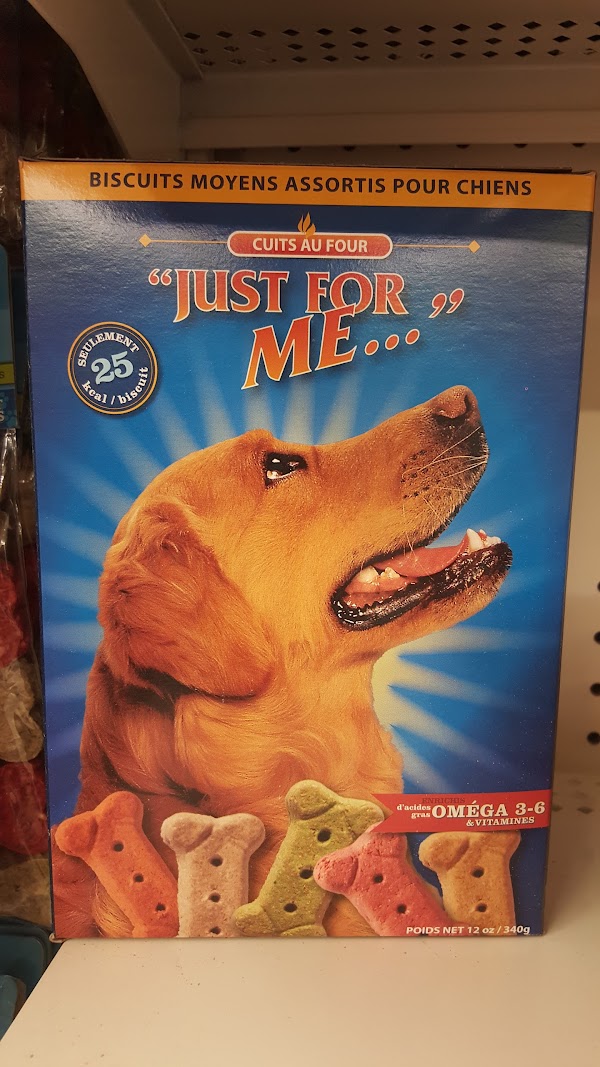 BISCUITS MOYENS ASSORTIS POUR CHIENS
CUITS AU FOUR
“JUST FOR
ME...”
SEULEMENT
25
kcal / biscuit
ENRICHIS
d'acides
gras OMÉGA 3-6
& VITAMINES
POIDS NET 12 oz / 340g